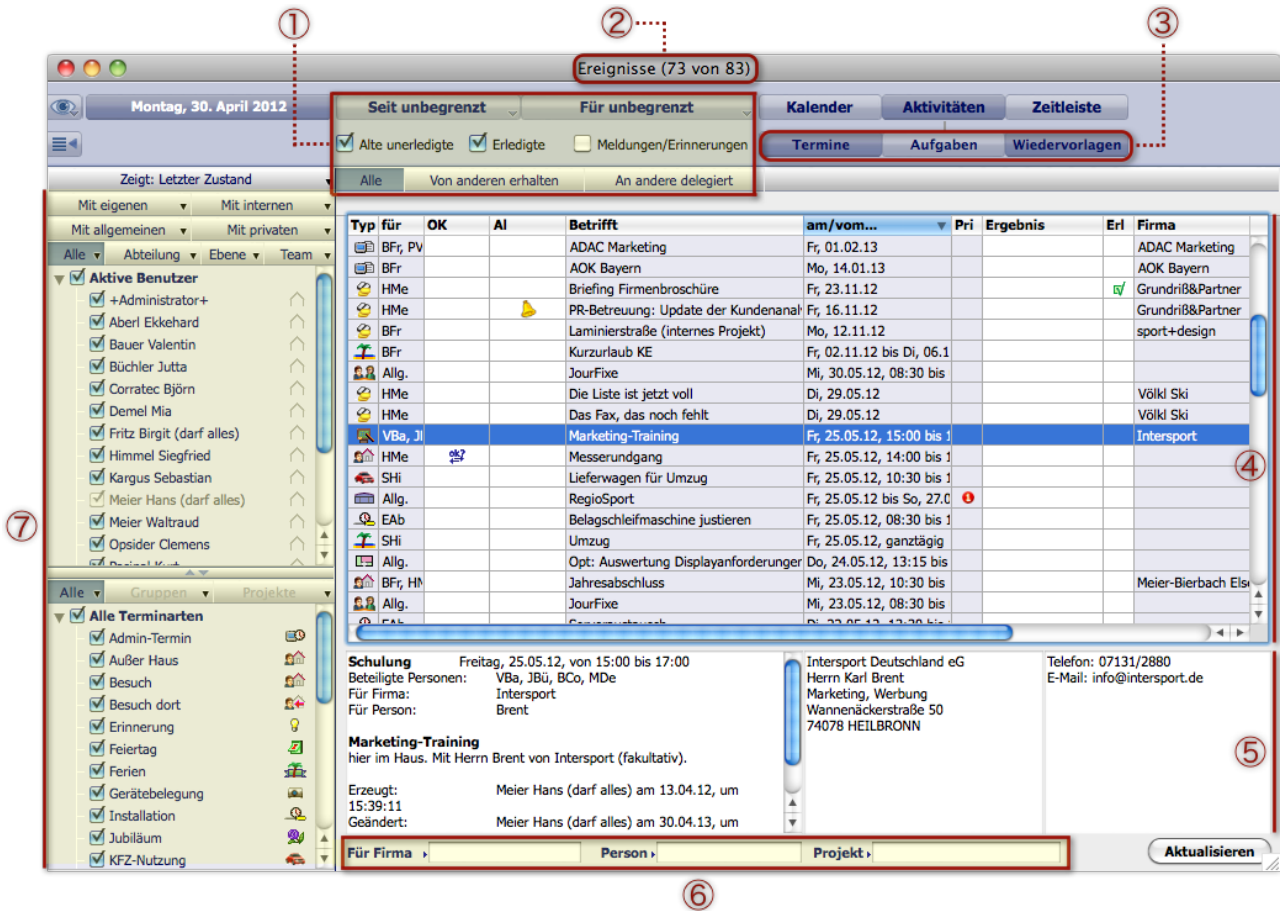 ① ② ③
Ereignisse (73 von 83)
Montag, 30. April 2012 Seit unbegrenzt Für unbegrenzt Kalender Aktivitäten Zeitleiste
Alte unerledigte Erledigte Meldungen/Erinnerungen Termine Aufgaben Wiedervorlagen
Zeigt: Letzter Zustand Alle Von anderen erhalten An andere delegiert
Mit eigenen Mit internen
Mit allgemeinen Mit privaten
Alle Abteilung Ebene Team
Aktive Benutzer
+Administrator+
Aberl Ekkehard
Bauer Valentin
Büchler Jutta
Corratec Björn
Demel Mia
Fritz Birgit (darf alles)
Himmel Siegfried
Kargus Sebastian
Meier Hans (darf alles)
Meier Waltraud
Opsider Clemens
⑦
Alle Gruppen Projekte
Alle Terminarten
Admin-Termin
Außer Haus
Besuch
Besuch dort
Erinnerung
Feiertag
Ferien
Gerätebelegung
Installation
Jubiläum
KFZ-Nutzung
Typ für OK Al Betrifft am/vom... Pri Ergebnis Erl Firma
BFr, PV ADAC Marketing Fr, 01.02.13 ADAC Marketing
BFr AOK Bayern Mo, 14.01.13 AOK Bayern
HMe Briefing Firmenbroschüre Fr, 23.11.12 Grundriß&Partner
HMe PR-Betreuung: Update der Kundenanal Fr, 16.11.12 Grundriß&Partner
BFr Laminierstraße (internes Projekt) Mo, 12.11.12 sport+design
BFr Kurzurlaub KE Fr, 02.11.12 bis Di, 06.1
Allg. JourFixe Mi, 30.05.12, 08:30 bis
HMe Die Liste ist jetzt voll Di, 29.05.12 Völkl Ski
HMe Das Fax, das noch fehlt Di, 29.05.12 Völkl Ski
VBa, JI Marketing-Training Fr, 25.05.12, 15:00 bis 1 Intersport
HMe ok? Messerundgang Fr, 25.05.12, 14:00 bis 1
SHi Lieferwagen für Umzug Fr, 25.05.12, 10:30 bis 1
Allg. RegioSport Fr, 25.05.12 bis So, 27.0
EAb Belagschleifmaschine justieren Fr, 25.05.12, 08:30 bis 1
SHi Umzug Fr, 25.05.12, ganztägig
Allg. Opt: Auswertung Displayanforderungen Do, 24.05.12, 13:15 bis
BFr, HM Jahresabschluss Mi, 23.05.12, 10:30 bis Meier-Bierbach Else
Allg. JourFixe Mi, 23.05.12, 08:30 bis
④
Schulung Freitag, 25.05.12, von 15:00 bis 17:00
Beteiligte Personen: VBa, JBü, BCo, MDe
Für Firma: Intersport
Für Person: Brent
Marketing-Training
hier im Haus. Mit Herrn Brent von Intersport (fakultativ).
Erzeugt: Meier Hans (darf alles) am 13.04.12, um
15:39:11
Geändert: Meier Hans (darf alles) am 30.04.13, um
Intersport Deutschland eG
Herrn Karl Brent
Marketing, Werbung
Wannenäckerstraße 50
74078 HEILBRONN
Telefon: 07131/2880
E-Mail: info@intersport.de
⑤
Für Firma Person Projekt Aktualisieren
⑥